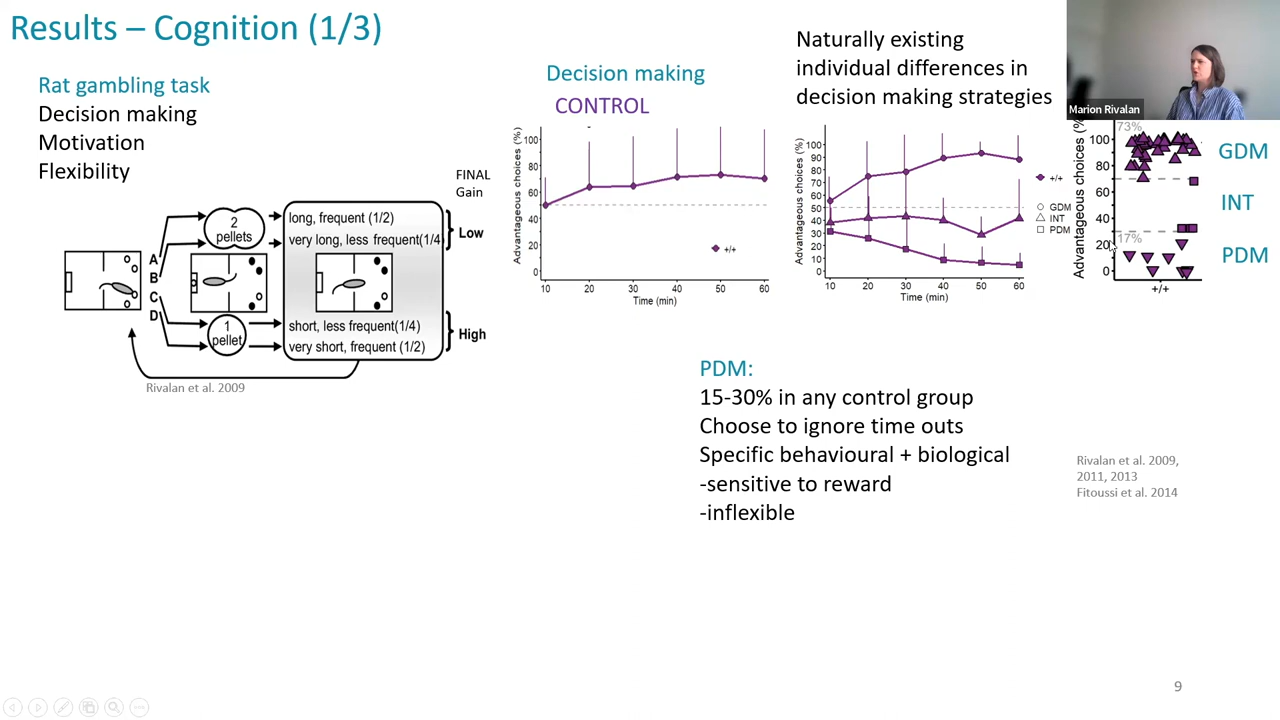 Results – Cognition (1/3)
Rat gambling task
Decision making
Motivation
Flexibility
FINAL
Gain
2
pellets
long, frequent (1/2)
very long, less frequent(1/4)
Low
A
B
C
D
1
pellet
short, less frequent(1/4)
very short, frequent (1/2)
High
Rivalan et al. 2009
Decision making
CONTROL
Advantageous choices (%)
100
80
60
50
40
20
0
+/+
10 20 30 40 50 60
Time (min)
Naturally existing
individual differences in
decision making strategies
Advantageous choices (%)
100
90
80
70
60
50
40
30
20
10
0
10 20 30 40 50 60
Time (min)
+/+
GDM
INT
PDM
Marion Rivalan
Advantageous choices (%)
73%
100
80
60
40
20
17%
0
+/+
GDM
INT
PDM
PDM:
15-30% in any control group
Choose to ignore time outs
Specific behavioural + biological
-sensitive to reward
-inflexible
Rivalan et al. 2009,
2011, 2013
Fitoussi et al. 2014
9